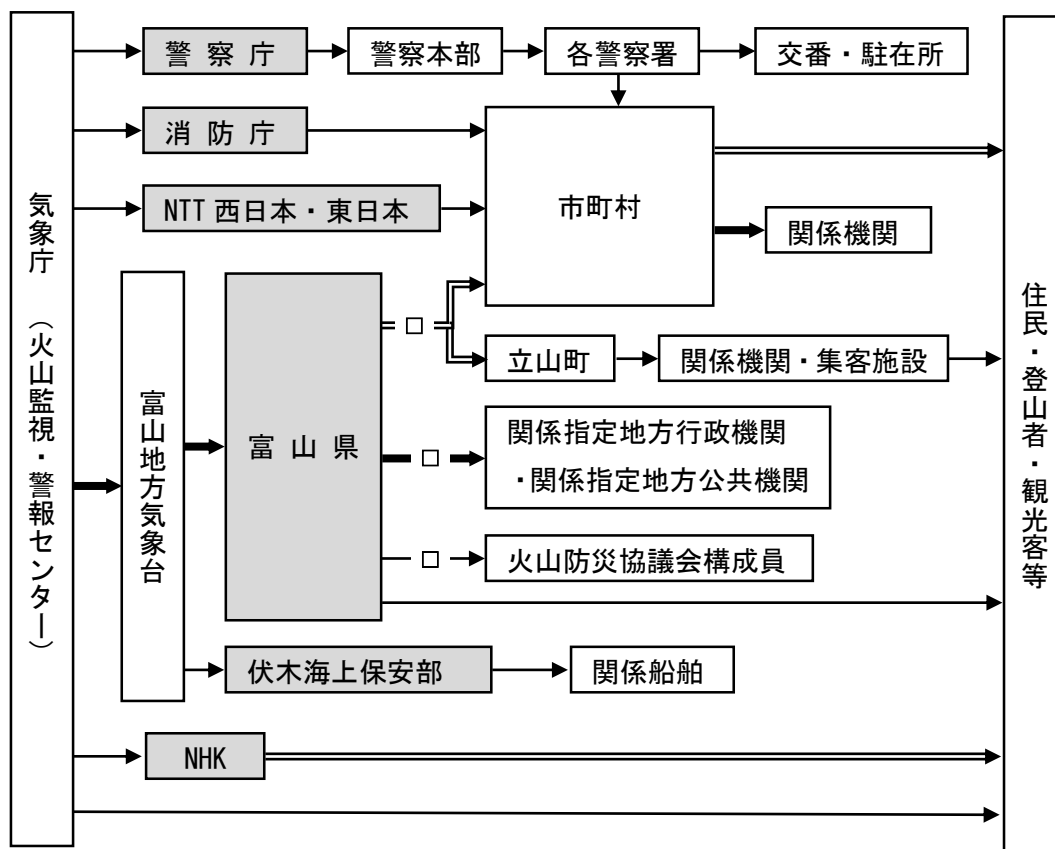 気象庁 （火山監視・警報センター）
警 察 庁
警察本部
各警察署
交番・駐在所
消 防 庁
市町村
NTT 西日本・東日本
関係機関
富山地方気象台
富 山 県
立山町
関係機関・集客施設
関係指定地方行政機関
・関係指定地方公共機関
火山防災協議会構成員
伏木海上保安部
関係船舶
NHK
住民・登山者・観光客等